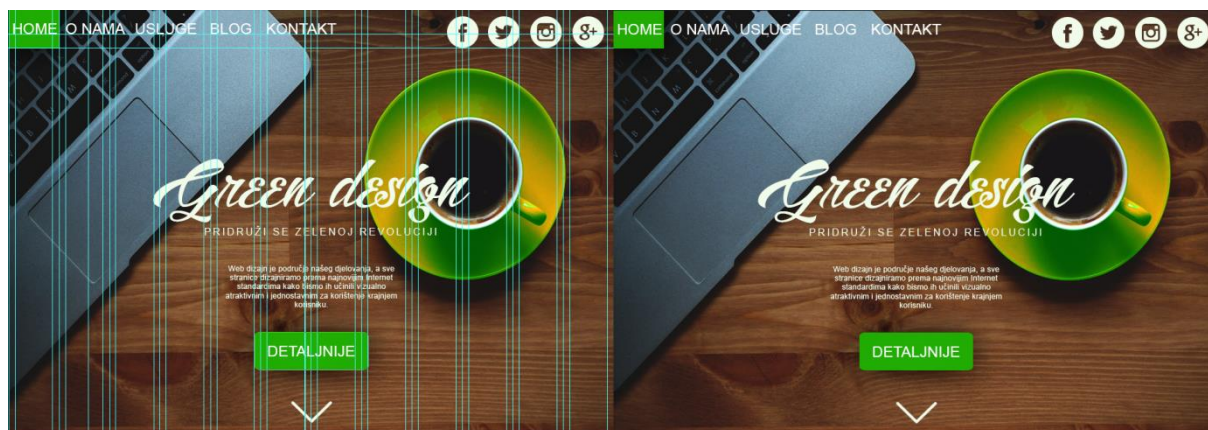 HOME O NAMA USLUGE BLOG KONTAKT
Green design
PRIDRUŽI SE ZELENOJ REVOLUCIJI
Web dizajn je područje našeg djelovanja, a sve
stranice dizajniramo prema najnovijim Internet
standardima kako bismo ih učinili vizualno
atraktivnim i jednostavnim za korištenje krajnjem
korisniku.
DETALJNIJE
HOME O NAMA USLUGE BLOG KONTAKT
Green design
PRIDRUŽI SE ZELENOJ REVOLUCIJI
Web dizajn je područje našeg djelovanja, a sve
stranice dizajniramo prema najnovijim Internet
standardima kako bismo ih učinili vizualno
atraktivnim i jednostavnim za korištenje krajnjem
korisniku.
DETALJNIJE